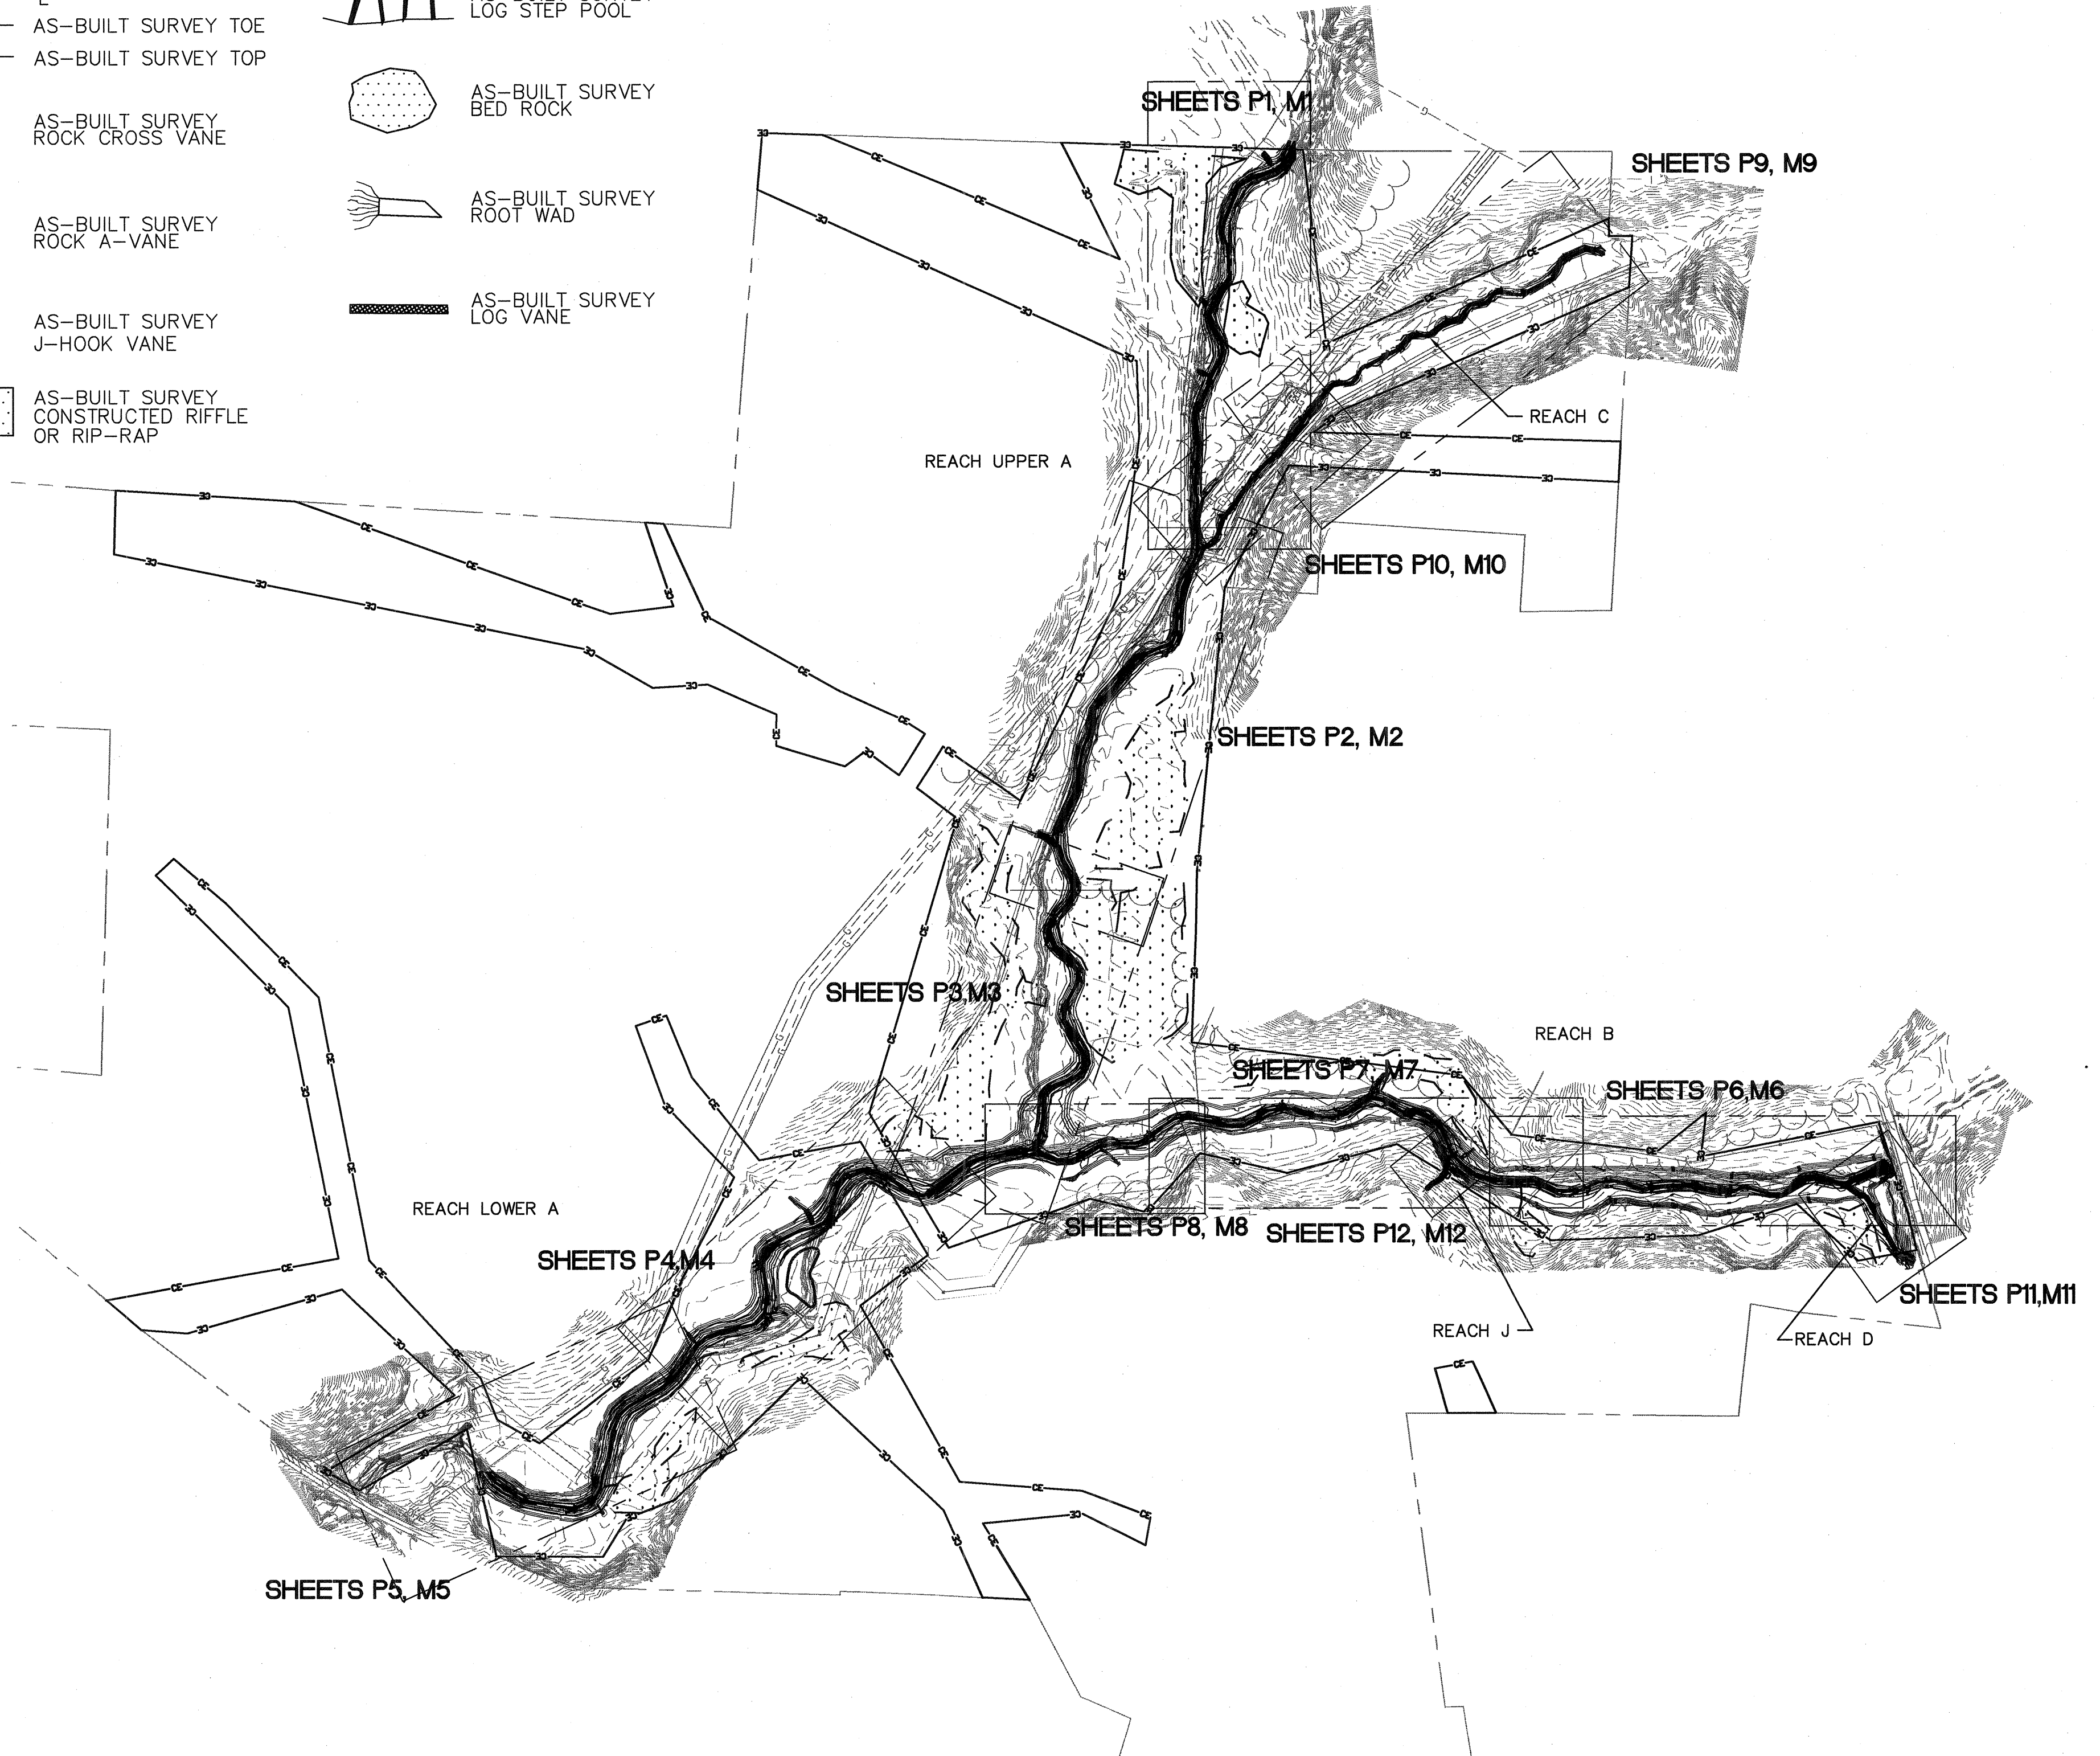 AS-BUILT SURVEY TOE
AS-BUILT SURVEY TOP
AS-BUILT SURVEY
ROCK CROSS VANE
AS-BUILT SURVEY
ROCK A-VANE
AS-BUILT SURVEY
J-HOOK VANE
AS-BUILT SURVEY
CONSTRUCTED RIFFLE
OR RIP-RAP
LOG STEP POOL
AS-BUILT SURVEY
BED ROCK
AS-BUILT SURVEY
ROOT WAD
AS-BUILT SURVEY
LOG VANE
SHEETS P1, M1
SHEETS P9, M9
REACH C
REACH UPPER A
SHEETS P10, M10
SHEETS P2, M2
SHEETS P3,M3
REACH B
SHEETS P7, M7
SHEETS P6,M6
REACH LOWER A
SHEETS P8, M8
SHEETS P12, M12
SHEETS P4,M4
SHEETS P11,M11
REACH J
REACH D
SHEETS P5, M5